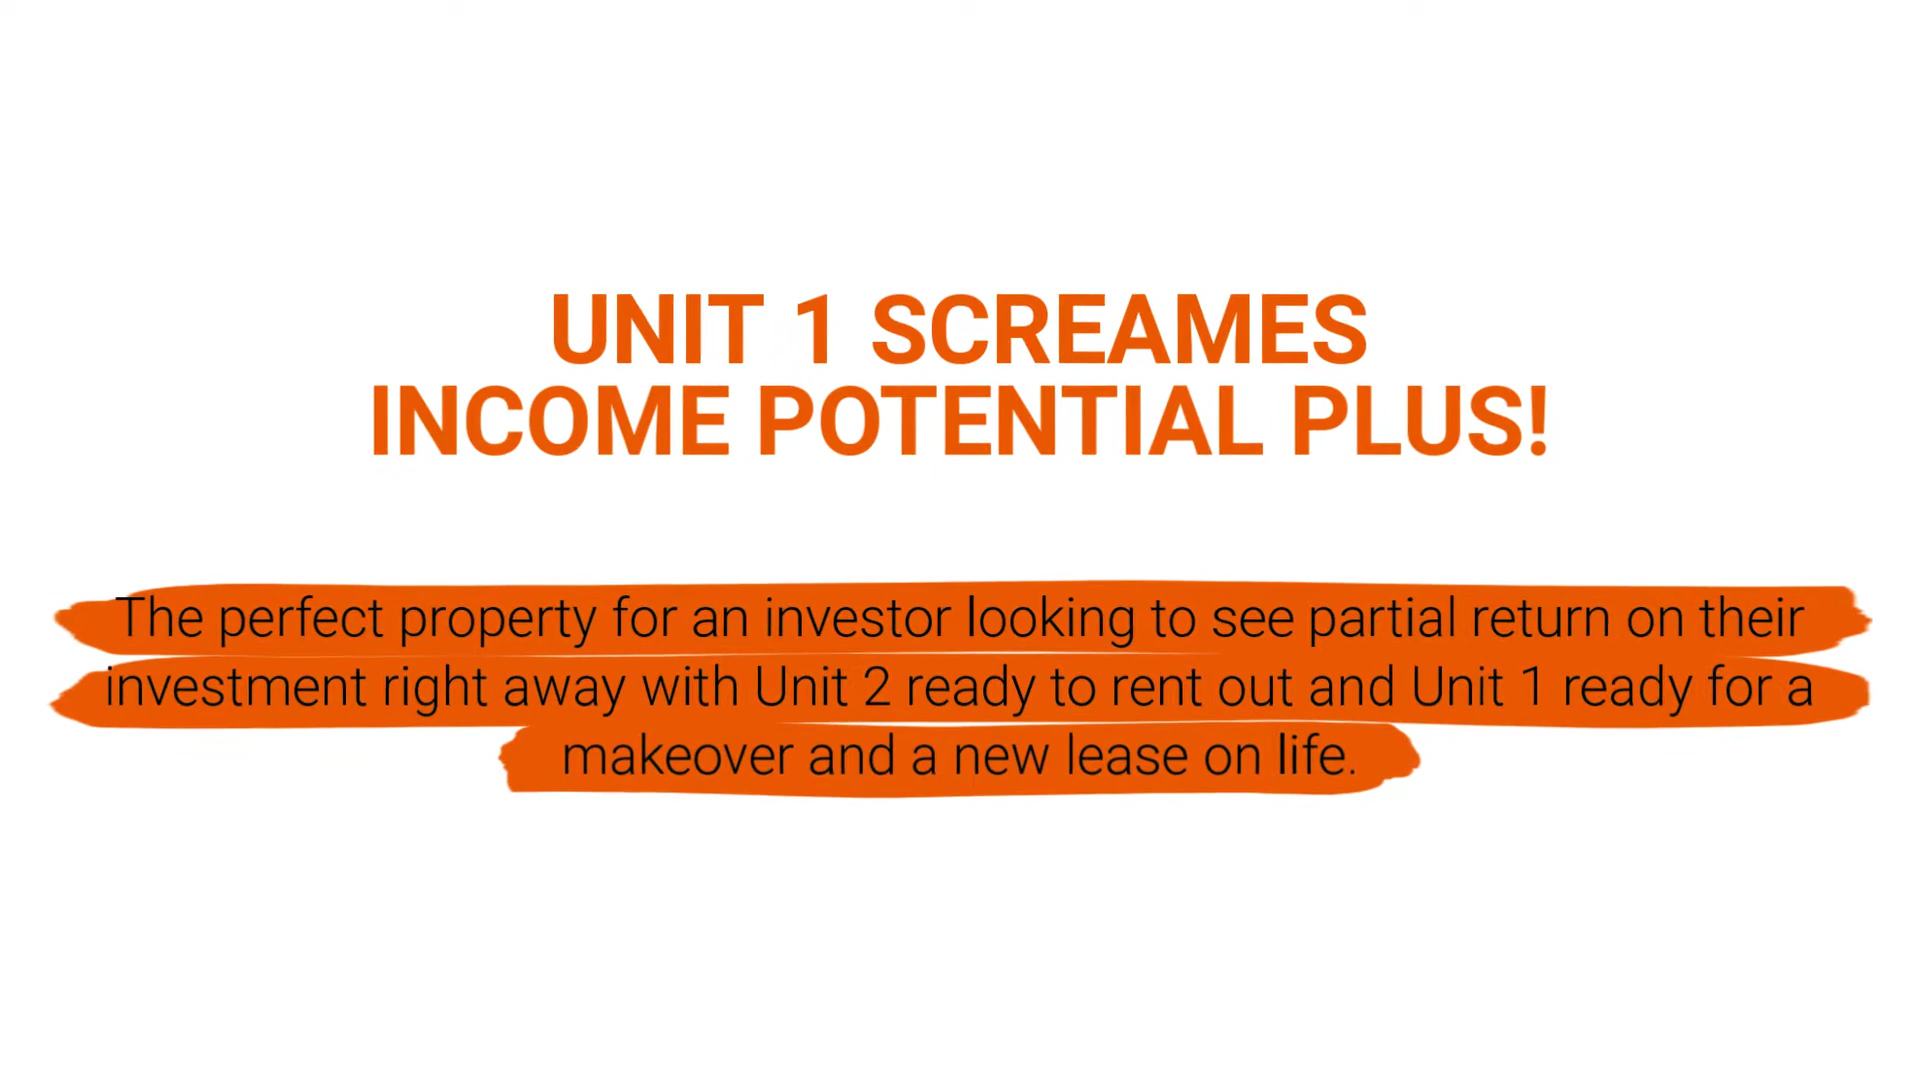 UNIT 1 SCREAMES
INCOME POTENTIAL PLUS!
The perfect property for an investor looking to see partial return on their
investment right away with Unit 2 ready to rent out and Unit 1 ready for a
makeover and a new lease on life.